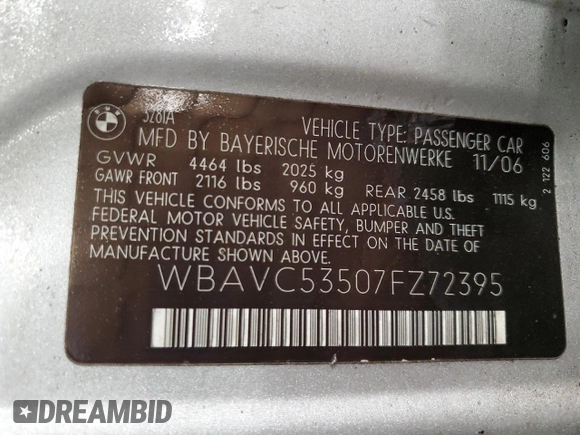 BMW
328iA
VEHICLE TYPE: PASSENGER CAR
MFD BY BAYERISCHE MOTORENWERKE 11/06
GVWR 4464 lbs 2025 kg
GAWR FRONT 2116 lbs 960 kg REAR 2458 lbs 1115 kg
THIS VEHICLE CONFORMS TO ALL APPLICABLE U.S.
FEDERAL MOTOR VEHICLE SAFETY, BUMPER AND THEFT
PREVENTION STANDARDS IN EFFECT ON THE DATE OF
MANUFACTURE SHOWN ABOVE.
WBAVC53507FZ72395
2 122 606
DREAMBID